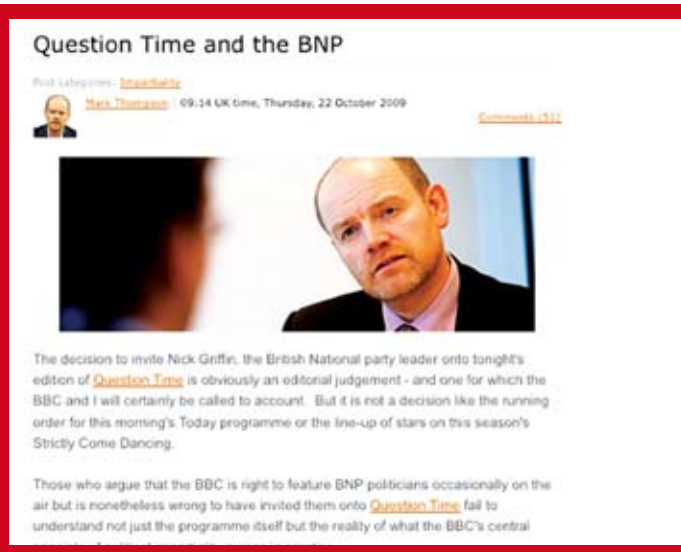 Question Time and the BNP
Post categories: Impartiality
Mark Thompson | 09:14 UK time, Thursday, 22 October 2009
Comments (51)
The decision to invite Nick Griffin, the British National party leader onto tonight's
edition of Question Time is obviously an editorial judgement - and one for which the
BBC and I will certainly be called to account. But it is not a decision like the running
order for this morning's Today programme or the line-up of stars on this season's
Strictly Come Dancing.
Those who argue that the BBC is right to feature BNP politicians occasionally on the
air but is nonetheless wrong to have invited them onto Question Time fail to
understand not just the programme itself but the reality of what the BBC's central